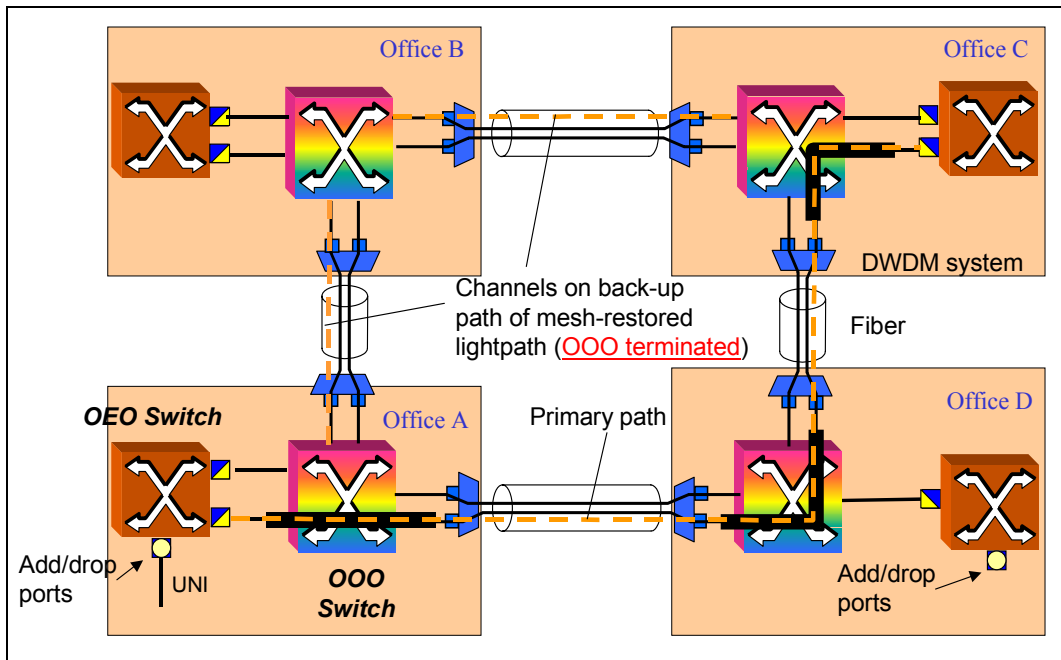 Office B
Office C
DWDM system
Channels on back-up
path of mesh-restored
lightpath (OOO terminated)
Fiber
OEO Switch
Office A
Primary path
Office D
Add/drop
ports
UNI
OOO
Switch
Add/drop
ports